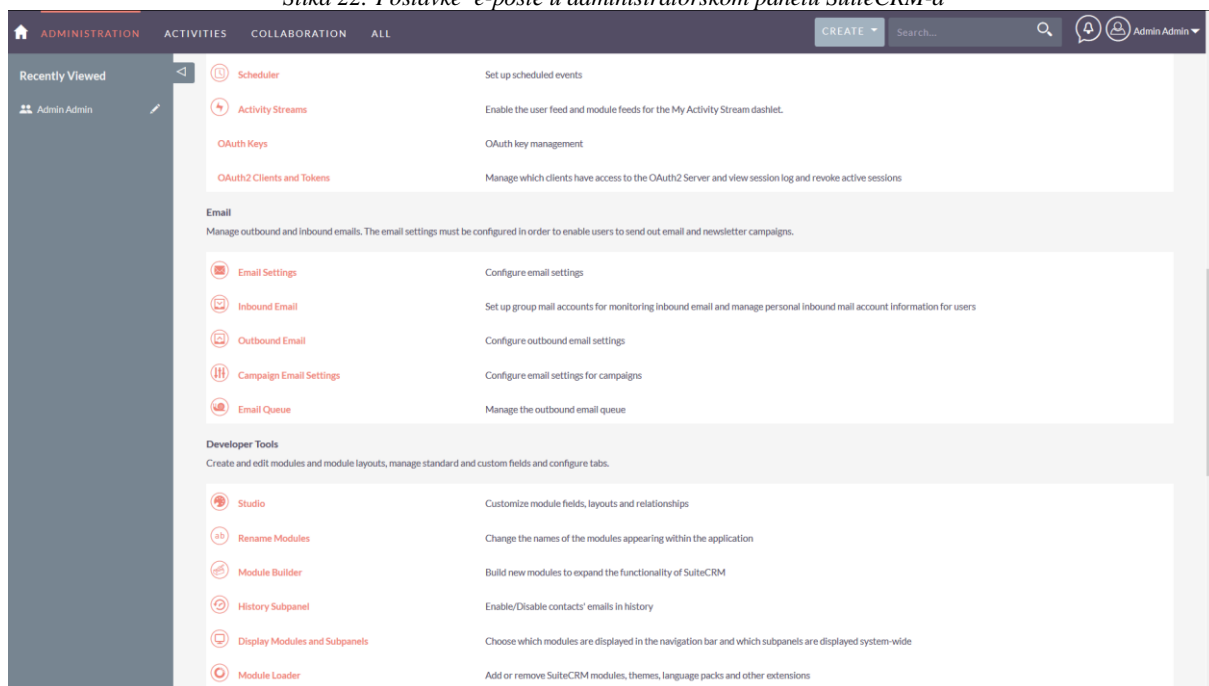 Slika 22: Postavke e-pošte u administratorskom panelu SuiteCRM-a
ADMINISTRATION ACTIVITIES COLLABORATION ALL CREATE Search... Admin Admin
Recently Viewed
Admin Admin
Scheduler Set up scheduled events
Activity Streams Enable the user feed and module feeds for the My Activity Stream dashlet.
OAuth Keys OAuth key management
OAuth2 Clients and Tokens Manage which clients have access to the OAuth2 Server and view session log and revoke active sessions
Email
Manage outbound and inbound emails. The email settings must be configured in order to enable users to send out email and newsletter campaigns.
Email Settings Configure email settings
Inbound Email Set up group mail accounts for monitoring inbound email and manage personal inbound mail account information for users
Outbound Email Configure outbound email settings
Campaign Email Settings Configure email settings for campaigns
Email Queue Manage the outbound email queue
Developer Tools
Create and edit modules and module layouts, manage standard and custom fields and configure tabs.
Studio Customize module fields, layouts and relationships
ab Rename Modules Change the names of the modules appearing within the application
Module Builder Build new modules to expand the functionality of SuiteCRM
History Subpanel Enable/Disable contacts' emails in history
Display Modules and Subpanels Choose which modules are displayed in the navigation bar and which subpanels are displayed system-wide
Module Loader Add or remove SuiteCRM modules, themes, language packs and other extensions